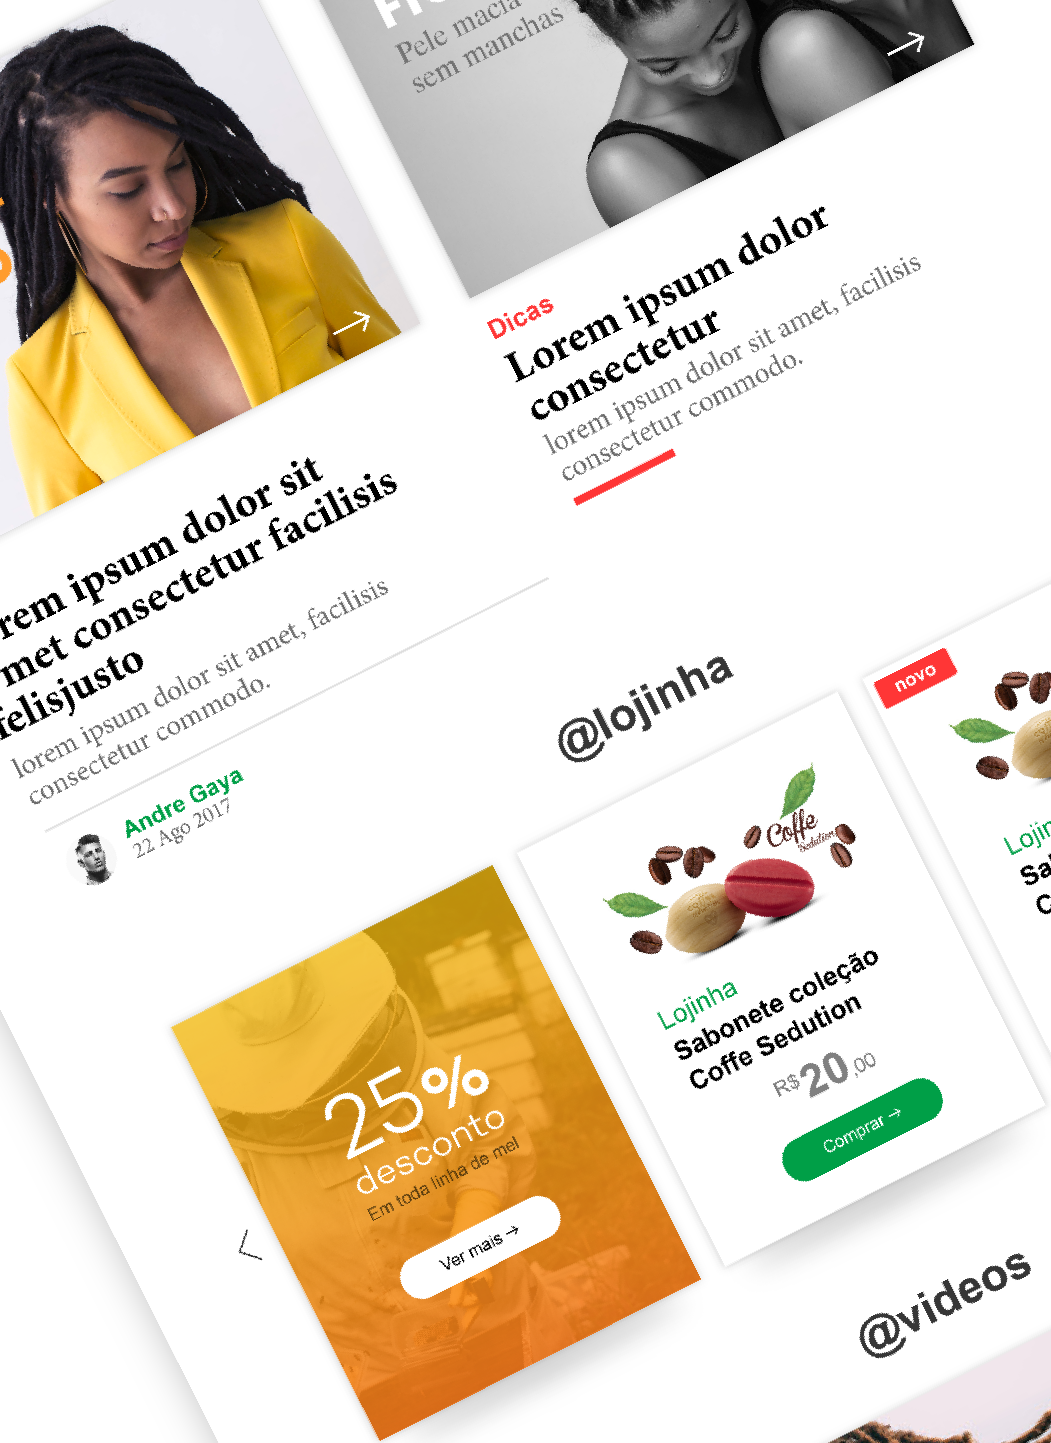 Pele macia
sem manchas
Dicas
Lorem ipsum dolor
consectetur
lorem ipsum dolor sit amet, facilisis
consectetur commodo.
rem ipsum dolor sit
met consectetur facilisis
felisjusto
lorem ipsum dolor sit amet, facilisis
consectetur commodo.
Andre Gaya
22 Ago 2017
@lojinha
25%
desconto
Em toda linha de mel
Ver mais →
Coffe
Sedution
Lojinha
Sabonete coleção
Coffe Sedution
R$20,00
Comprar →
novo
Lojin
Sa
C
@videos